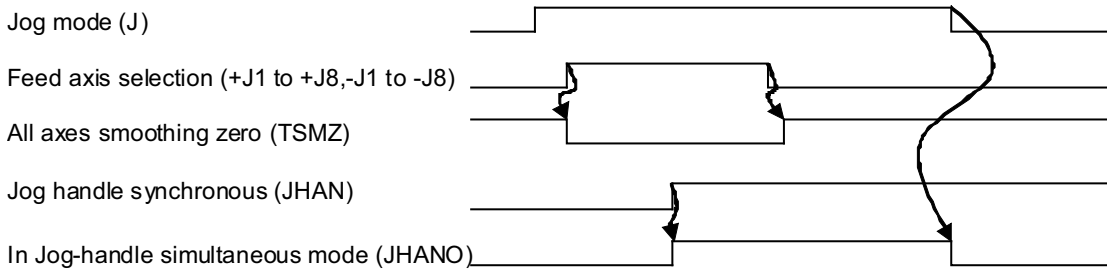 Jog mode (J)
Feed axis selection (+J1 to +J8,-J1 to -J8)
All axes smoothing zero (TSMZ)
Jog handle synchronous (JHAN)
In Jog-handle simultaneous mode (JHANO)